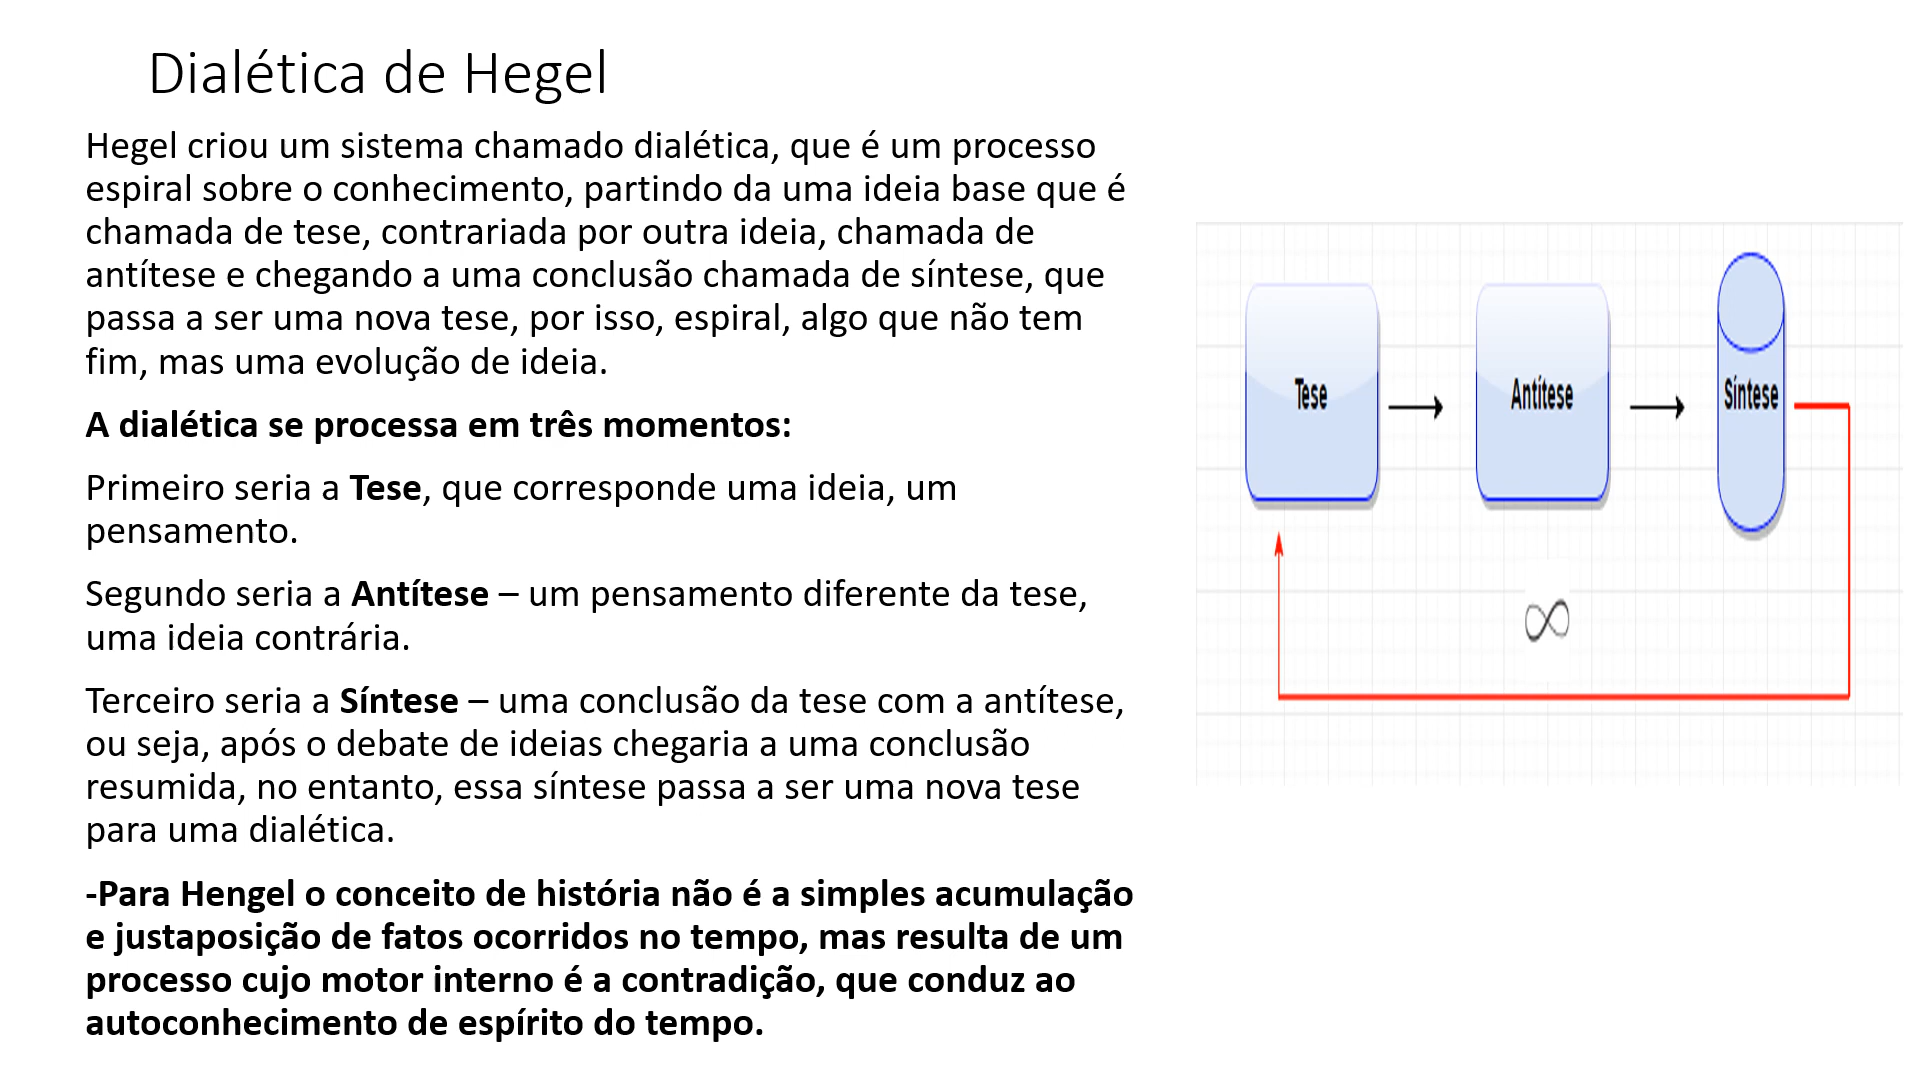 Dialética de Hegel
Hegel criou um sistema chamado dialética, que é um processo
espiral sobre o conhecimento, partindo da uma ideia base que é
chamada de tese, contrariada por outra ideia, chamada de
antítese e chegando a uma conclusão chamada de síntese, que
passa a ser uma nova tese, por isso, espiral, algo que não tem
fim, mas uma evolução de ideia.
A dialética se processa em três momentos:
Primeiro seria a Tese, que corresponde uma ideia, um
pensamento.
Segundo seria a Antítese – um pensamento diferente da tese,
uma ideia contrária.
Terceiro seria a Síntese – uma conclusão da tese com a antítese,
ou seja, após o debate de ideias chegaria a uma conclusão
resumida, no entanto, essa síntese passa a ser uma nova tese
para uma dialética.
-Para Hengel o conceito de história não é a simples acumulação
e justaposição de fatos ocorridos no tempo, mas resulta de um
processo cujo motor interno é a contradição, que conduz ao
autoconhecimento de espírito do tempo.
Tese
Antítese
Síntese
∞